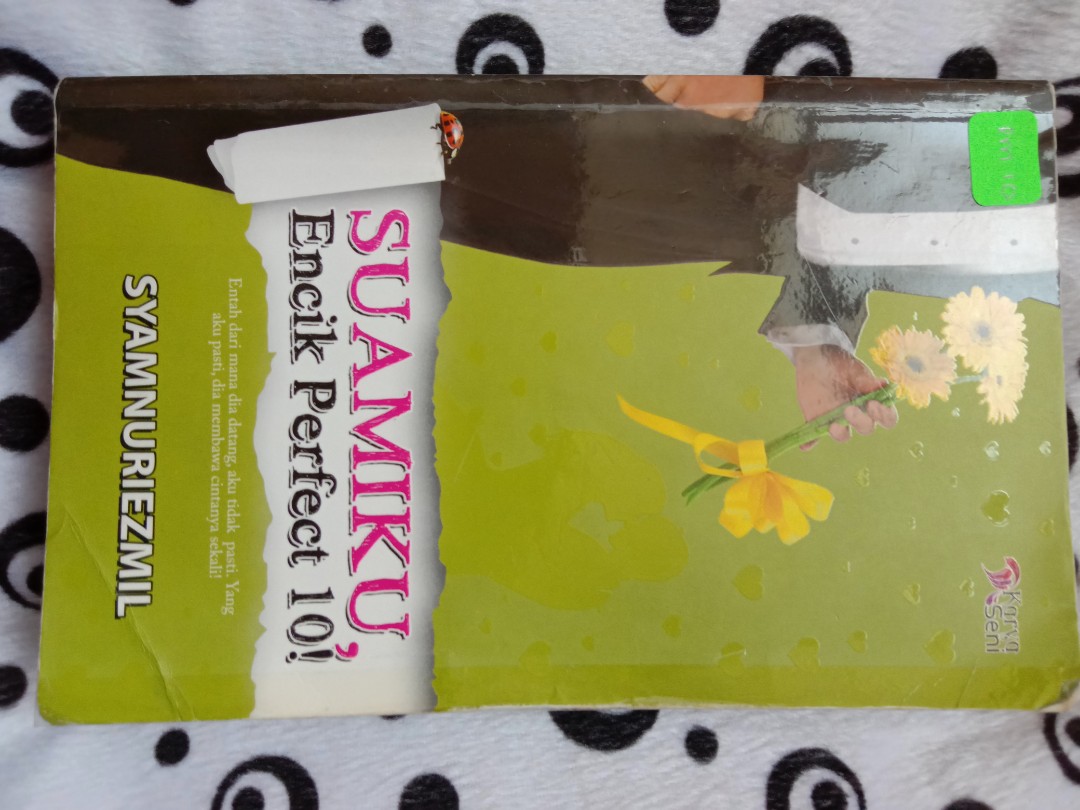 Karya
Seni
SUAMIKU,
Encik Perfect 10!
Entah dari mana dia datang, aku tidak pasti. Yang
aku pasti, dia membawa cintanya sekali!
SYAMNURIEZMIL